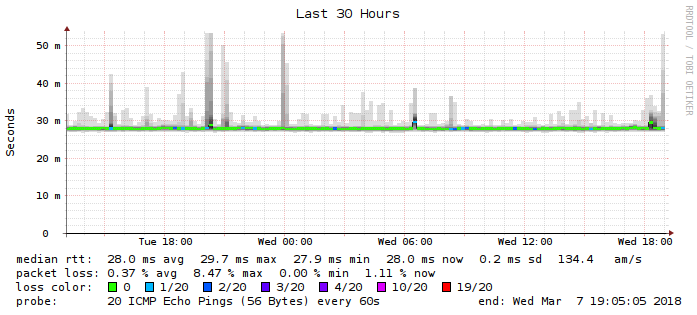 Last 30 Hours
RRDTOOL / TOBI OETIKER
Seconds
50 m
40 m
30 m
20 m
10 m
0
Tue 18:00 Wed 00:00 Wed 06:00 Wed 12:00 Wed 18:00
median rtt: 28.0 ms avg 29.7 ms max 27.9 ms min 28.0 ms now 0.2 ms sd 134.4 am/s
packet loss: 0.37 % avg 8.47 % max 0.00 % min 1.11 % now
loss color: 0 1/20 2/20 3/20 4/20 10/20 19/20
probe: 20 ICMP Echo Pings (56 Bytes) every 60s end: Wed Mar 7 19:05:05 2018